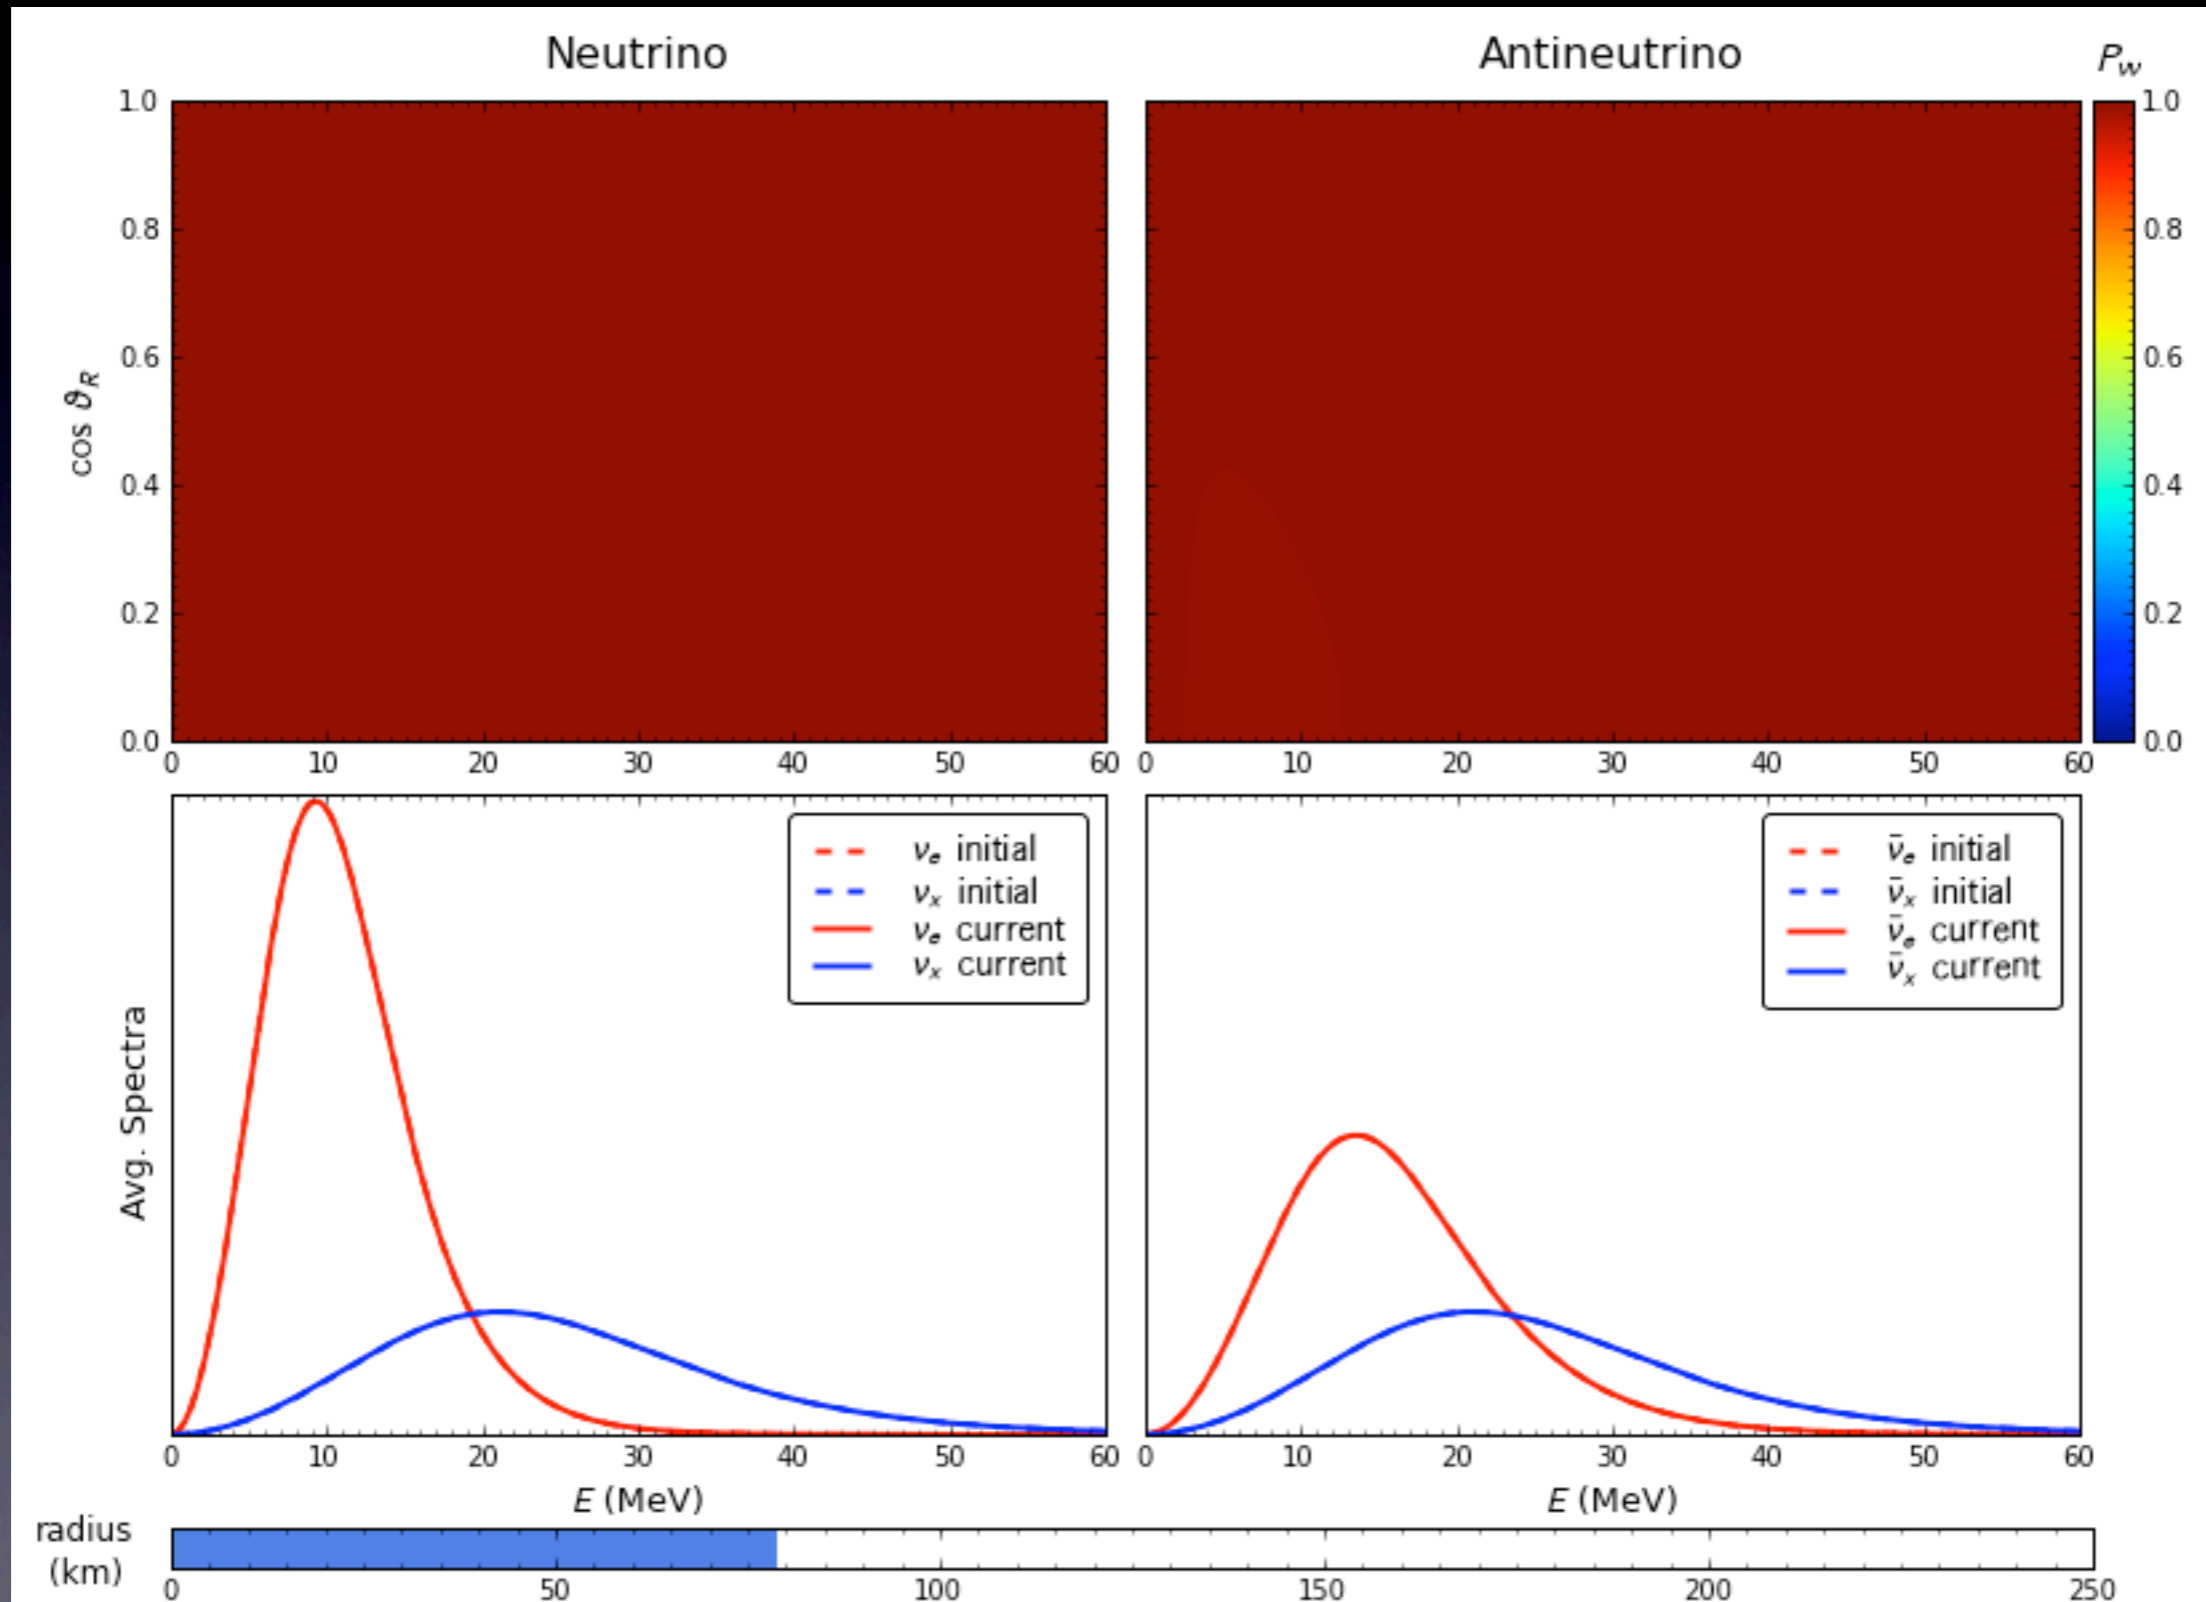 Neutrino
Antineutrino
P_νν
1.0
0.8
0.6
0.4
0.2
0.0
cos ϑ_R
0 10 20 30 40 50 60
0 10 20 30 40 50 60
1.0
0.8
0.6
0.4
0.2
0.0
Avg. Spectra
ν_e initial
ν_x initial
ν_e current
ν_x current
ν̄_e initial
ν̄_x initial
ν̄_e current
ν̄_x current
0 10 20 30 40 50 60
0 10 20 30 40 50 60
E (MeV)
E (MeV)
radius
(km)
0 50 100 150 200 250